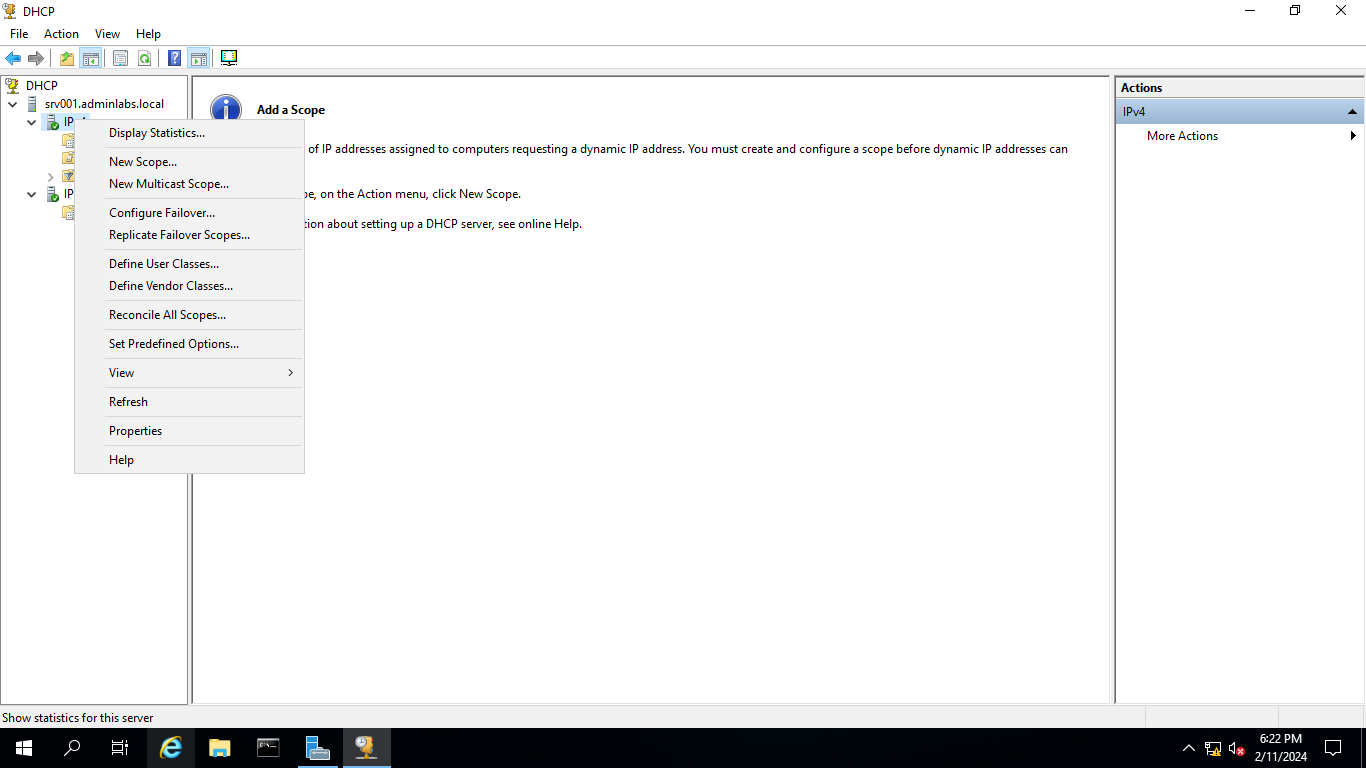 DHCP
File Action View Help
DHCP
srv001.adminlabs.local
Display Statistics...
New Scope...
New Multicast Scope...
Configure Failover...
Replicate Failover Scopes...
Define User Classes...
Define Vendor Classes...
Reconcile All Scopes...
Set Predefined Options...
View
Refresh
Properties
Help
Add a Scope
of IP addresses assigned to computers requesting a dynamic IP address. You must create and configure a scope before dynamic IP addresses can
on the Action menu, click New Scope.
about setting up a DHCP server, see online Help.
Actions
IPv4
More Actions
Show statistics for this server
6:22 PM
2/11/2024